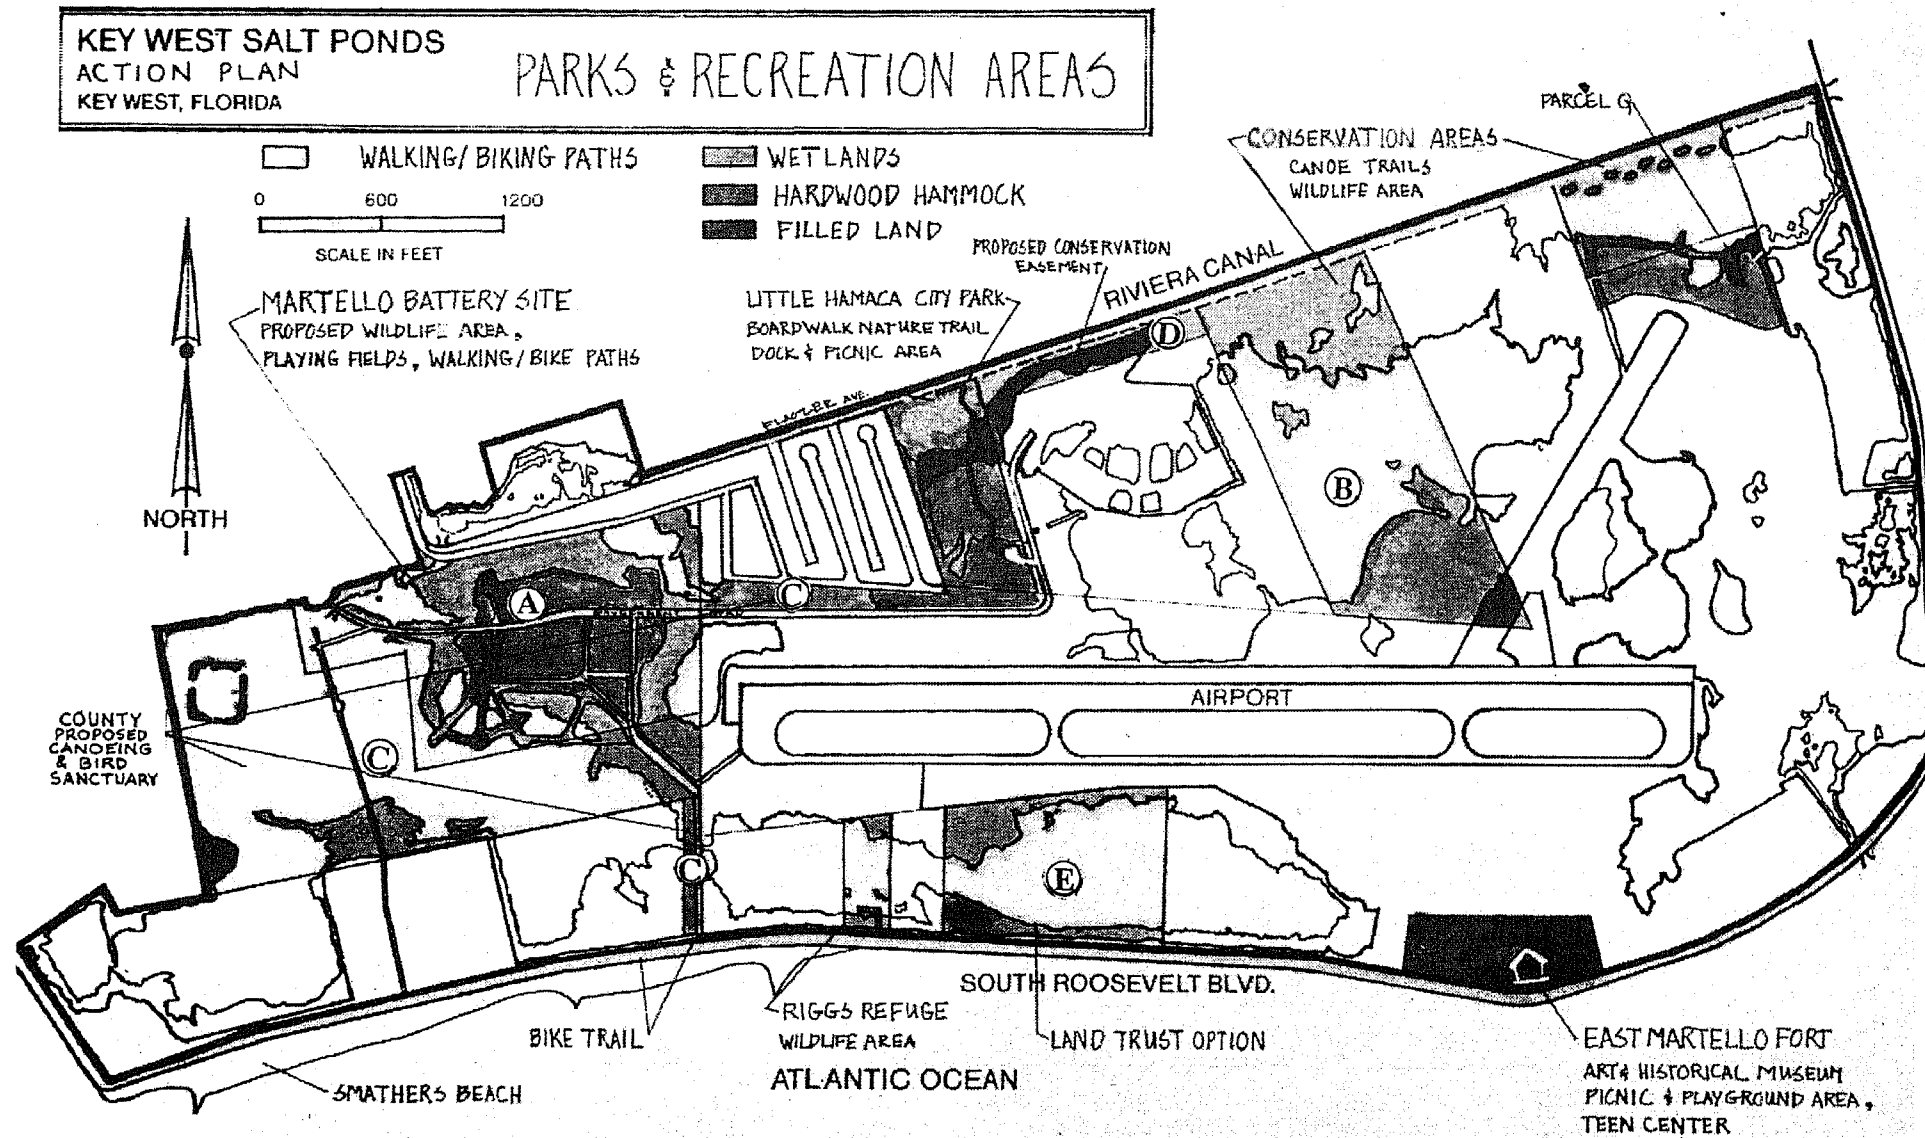 KEY WEST SALT PONDS
ACTION PLAN
KEY WEST, FLORIDA
PARKS & RECREATION AREAS
WALKING/BIKING PATHS
0 600 1200
SCALE IN FEET
WETLANDS
HARDWOOD HAMMOCK
FILLED LAND
NORTH
PARCEL G
CONSERVATION AREAS
CANOE TRAILS
WILDLIFE AREA
PROPOSED CONSERVATION
EASEMENT
RIVIERA CANAL
MARTELLO BATTERY SITE
PROPOSED WILDLIFE AREA,
PLAYING FIELDS, WALKING/BIKE PATHS
LITTLE HAMACA CITY PARK
BOARDWALK NATURE TRAIL
DOCK & PICNIC AREA
FLAGLER AVE.
D
B
A
C
AIRPORT
COUNTY
PROPOSED
CANOEING
& BIRD
SANCTUARY
C
C
E
SOUTH ROOSEVELT BLVD.
BIKE TRAIL
RIGGS REFUGE
WILDLIFE AREA
LAND TRUST OPTION
ATLANTIC OCEAN
SMATHERS BEACH
EAST MARTELLO FORT
ART & HISTORICAL MUSEUM
PICNIC & PLAYGROUND AREA,
TEEN CENTER